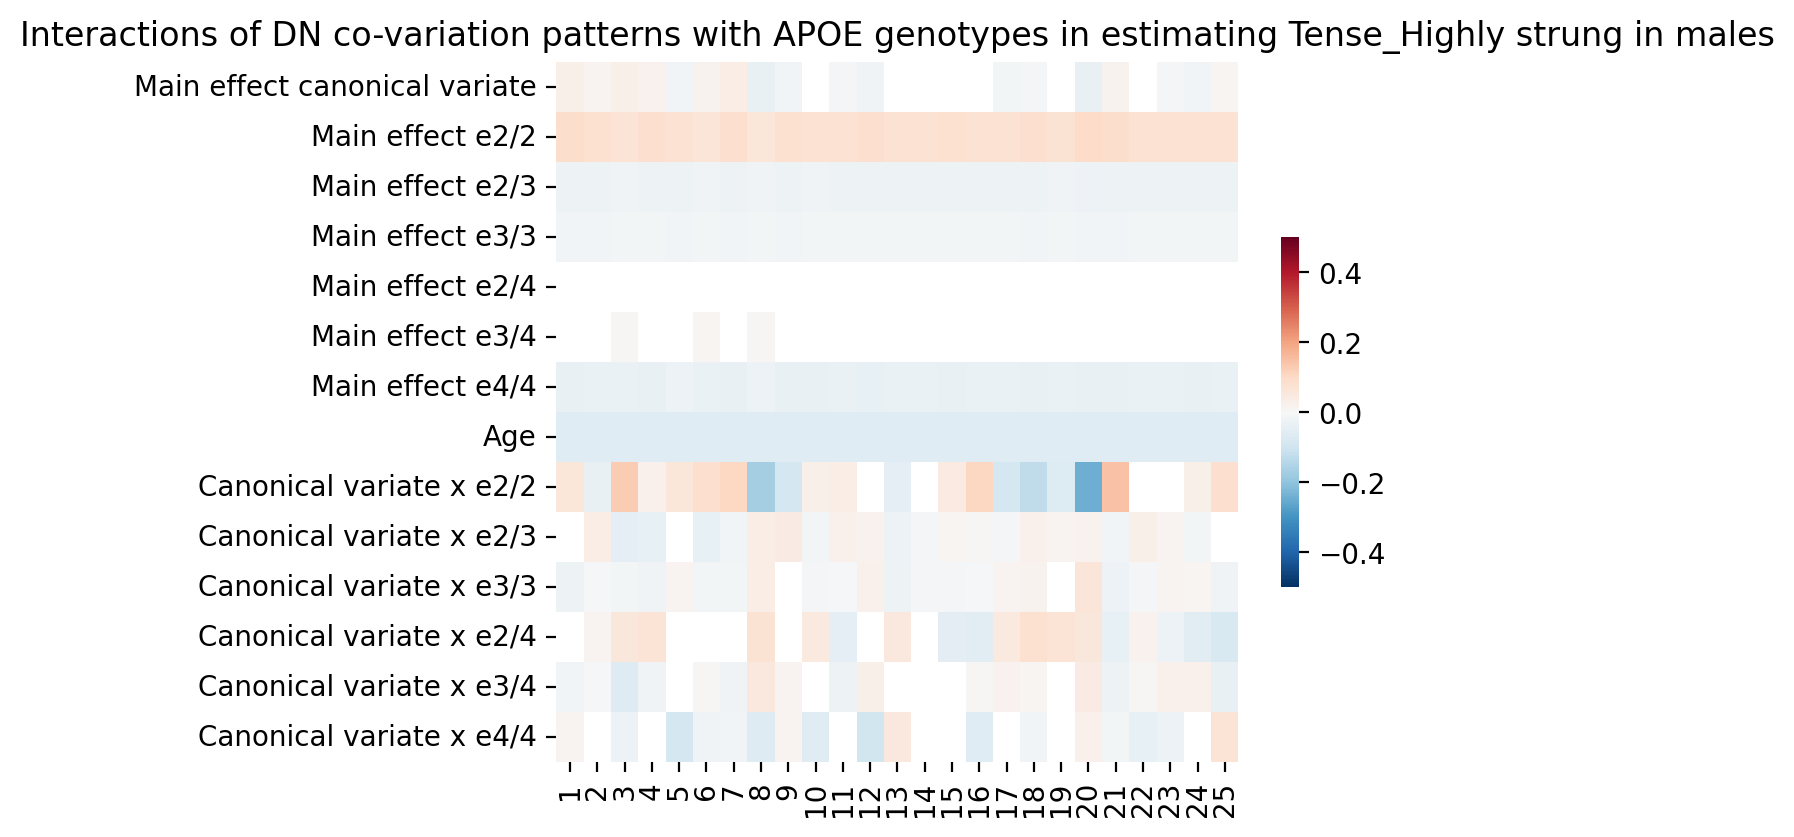 Interactions of DN co-variation patterns with APOE genotypes in estimating Tense_Highly strung in males
Main effect canonical variate
Main effect e2/2
Main effect e2/3
Main effect e3/3
Main effect e2/4
Main effect e3/4
Main effect e4/4
Age
Canonical variate x e2/2
Canonical variate x e2/3
Canonical variate x e3/3
Canonical variate x e2/4
Canonical variate x e3/4
Canonical variate x e4/4
1 2 3 4 5 6 7 8 9 10 11 12 13 14 15 16 17 18 19 20 21 22 23 24 25
0.4
0.2
0.0
−0.2
−0.4